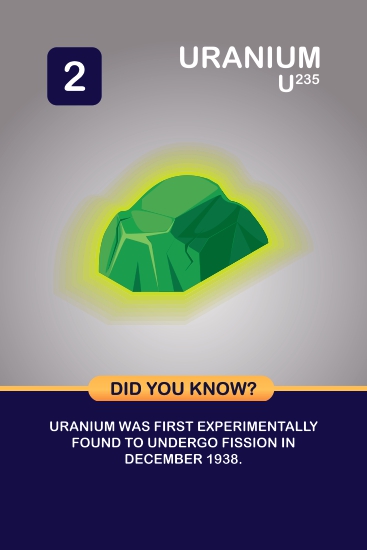 2
URANIUM
U²³⁵
DID YOU KNOW?
URANIUM WAS FIRST EXPERIMENTALLY
FOUND TO UNDERGO FISSION IN
DECEMBER 1938.